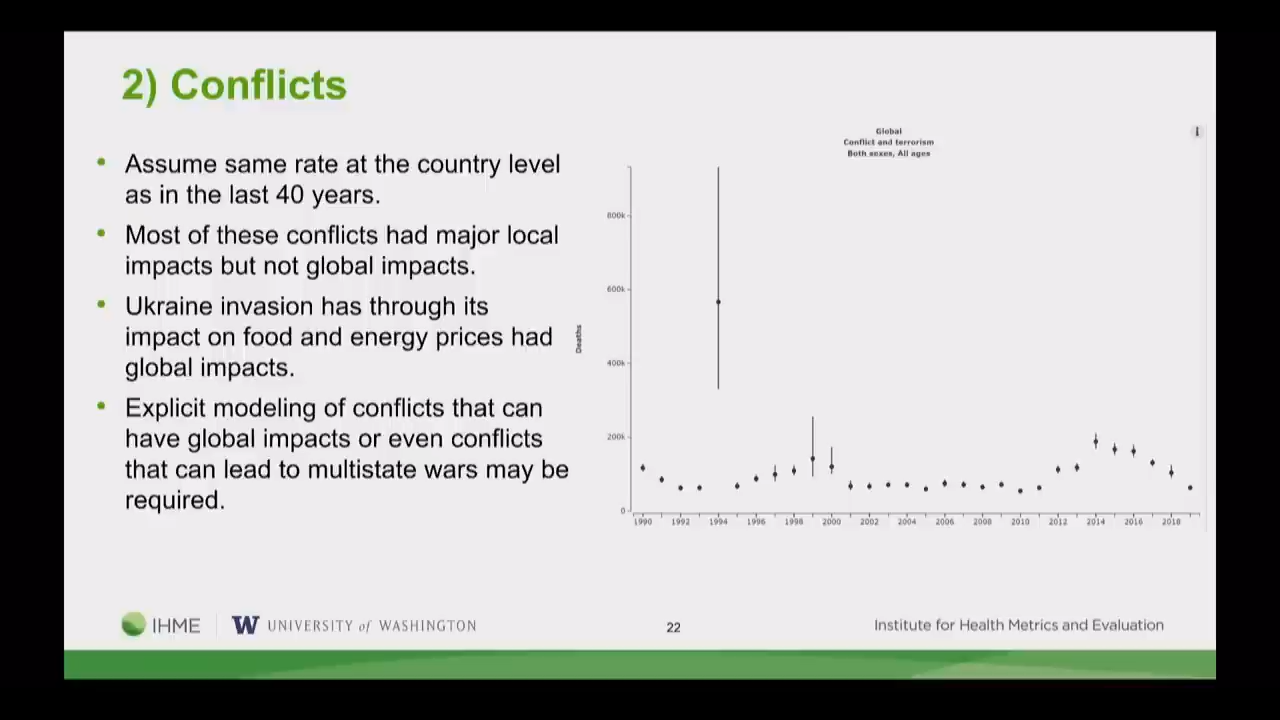 2) Conflicts
• Assume same rate at the country level
as in the last 40 years.
• Most of these conflicts had major local
impacts but not global impacts.
• Ukraine invasion has through its
impact on food and energy prices had
global impacts.
• Explicit modeling of conflicts that can
have global impacts or even conflicts
that can lead to multistate wars may be
required.
Global
Conflict and terrorism
Both sexes, All ages
i
Deaths
800k
600k
400k
200k
0
1990 1992 1994 1996 1998 2000 2002 2004 2006 2008 2010 2012 2014 2016 2018
IHME
W UNIVERSITY of WASHINGTON
22
Institute for Health Metrics and Evaluation